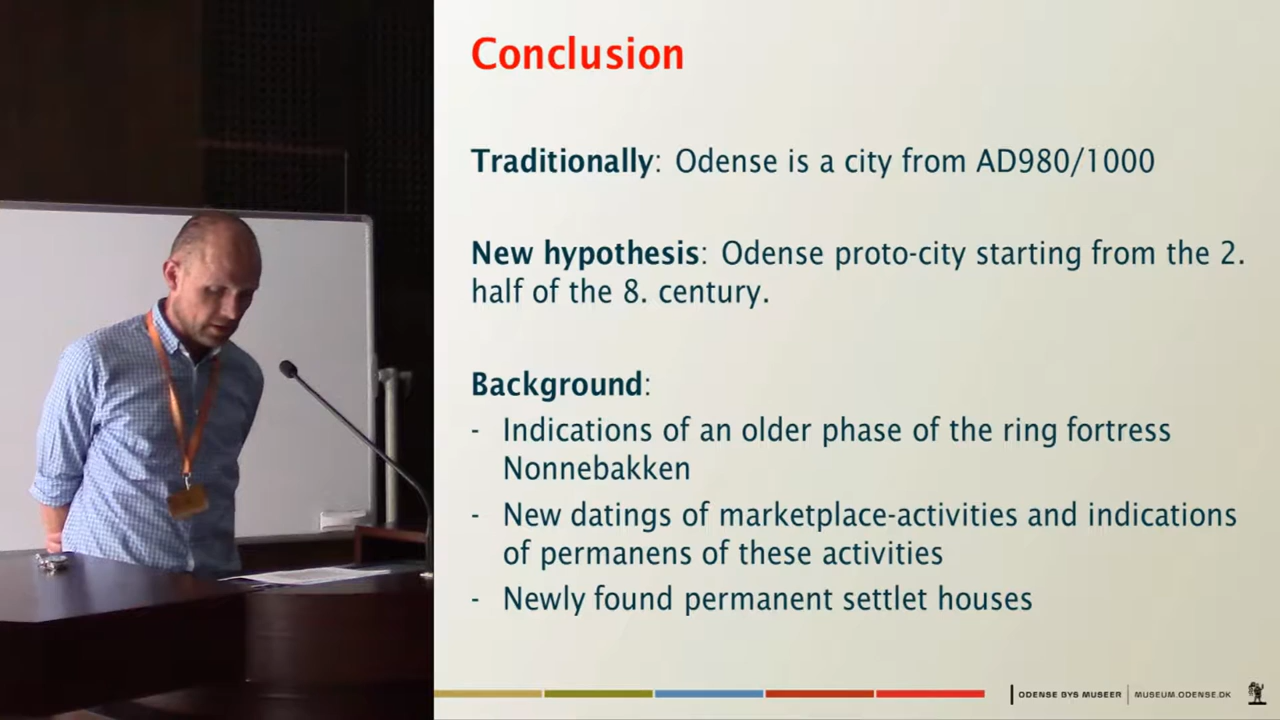 Conclusion
Traditionally: Odense is a city from AD980/1000
New hypothesis: Odense proto-city starting from the 2.
half of the 8. century.
Background:
- Indications of an older phase of the ring fortress
Nonnebakken
- New datings of marketplace-activities and indications
of permanens of these activities
- Newly found permanent settlet houses
ODENSE BYS MUSEER | MUSEUM.ODENSE.DK